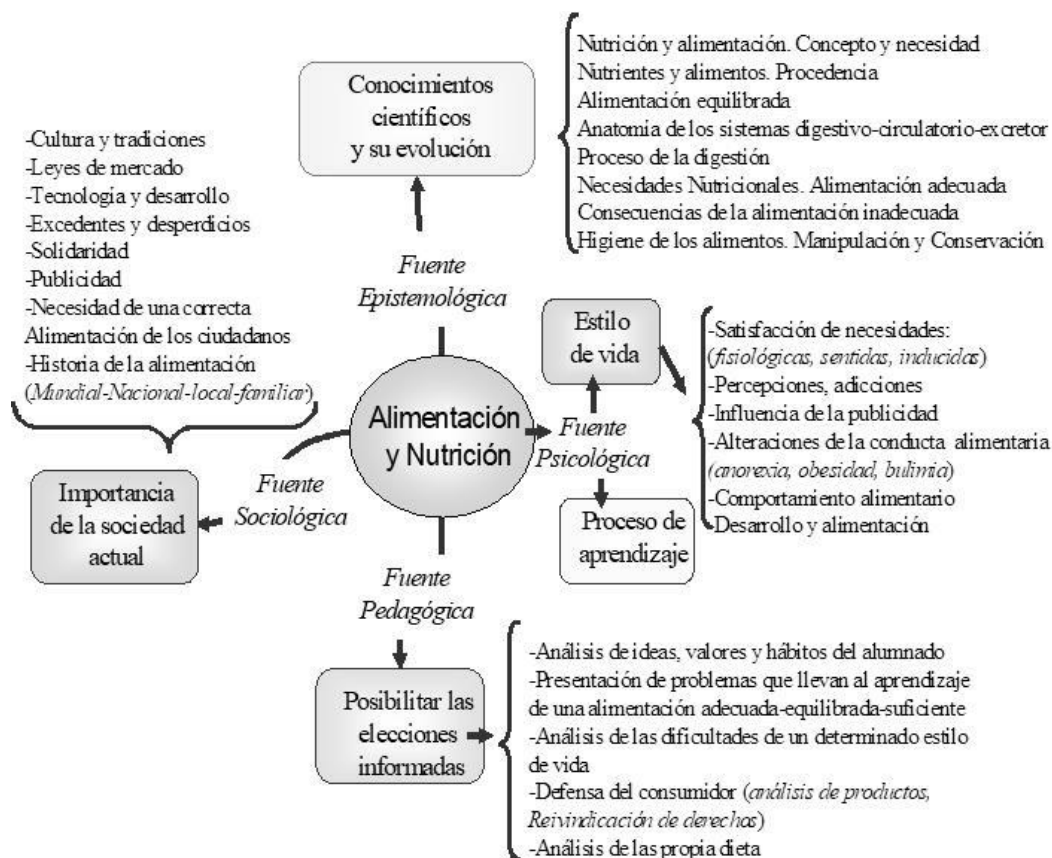 Conocimientos
científicos
y su evolución
Nutrición y alimentación. Concepto y necesidad
Nutrientes y alimentos. Procedencia
Alimentación equilibrada
Anatomía de los sistemas digestivo-circulatorio-excretor
Proceso de la digestión
Necesidades Nutricionales. Alimentación adecuada
Consecuencias de la alimentación inadecuada
Higiene de los alimentos. Manipulación y Conservación
-Cultura y tradiciones
-Leyes de mercado
-Tecnología y desarrollo
-Excedentes y desperdicios
-Solidaridad
-Publicidad
-Necesidad de una correcta
Alimentación de los ciudadanos
-Historia de la alimentación
(Mundial-Nacional-local-familiar)
Fuente
Epistemológica
Estilo
de vida
-Satisfacción de necesidades:
(fisiológicas, sentidas, inducidas)
-Percepciones, adicciones
-Influencia de la publicidad
-Alteraciones de la conducta alimentaria
(anorexia, obesidad, bulimia)
-Comportamiento alimentario
-Desarrollo y alimentación
Alimentación
y Nutrición
Fuente
Psicológica
Proceso de
aprendizaje
Fuente
Sociológica
Importancia
de la sociedad
actual
Fuente
Pedagógica
Posibilitar las
elecciones
informadas
-Análisis de ideas, valores y hábitos del alumnado
-Presentación de problemas que llevan al aprendizaje
de una alimentación adecuada-equilibrada-suficiente
-Análisis de las dificultades de un determinado estilo
de vida
-Defensa del consumidor (análisis de productos,
Reivindicación de derechos)
-Análisis de las propia dieta